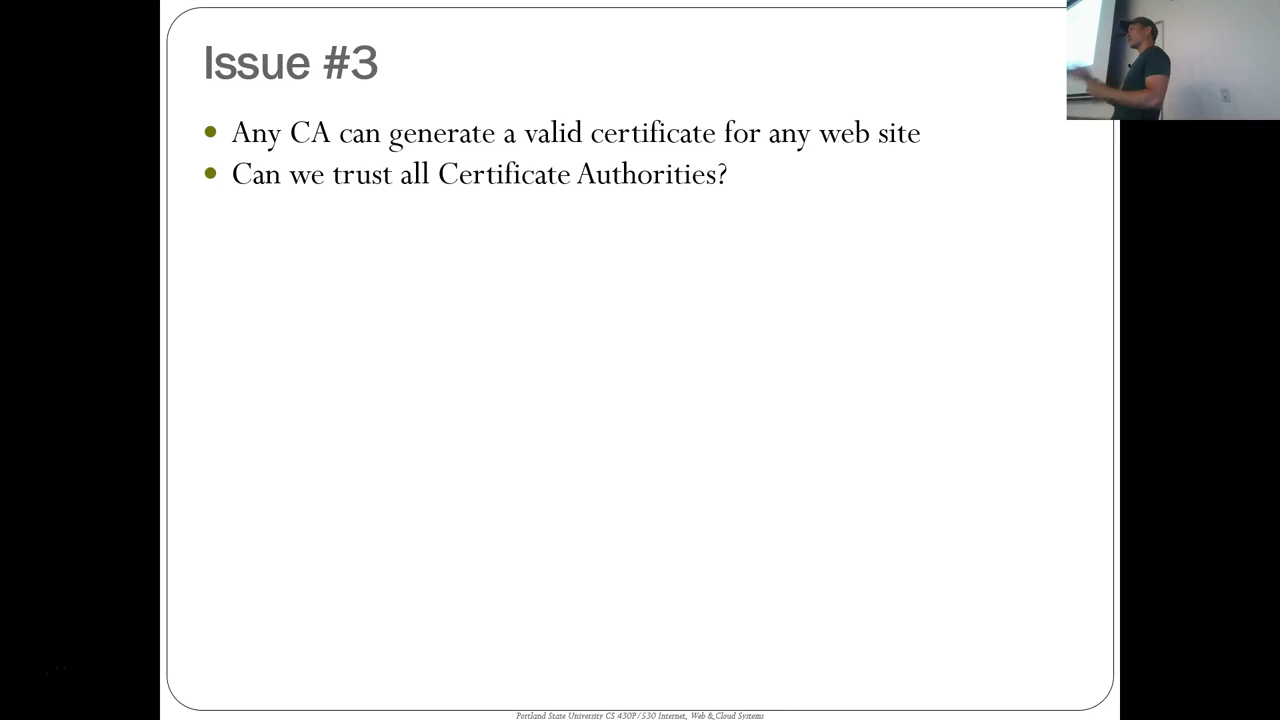 Issue #3
Any CA can generate a valid certificate for any web site
Can we trust all Certificate Authorities?
Portland State University CS 430P/530 Internet, Web & Cloud Systems